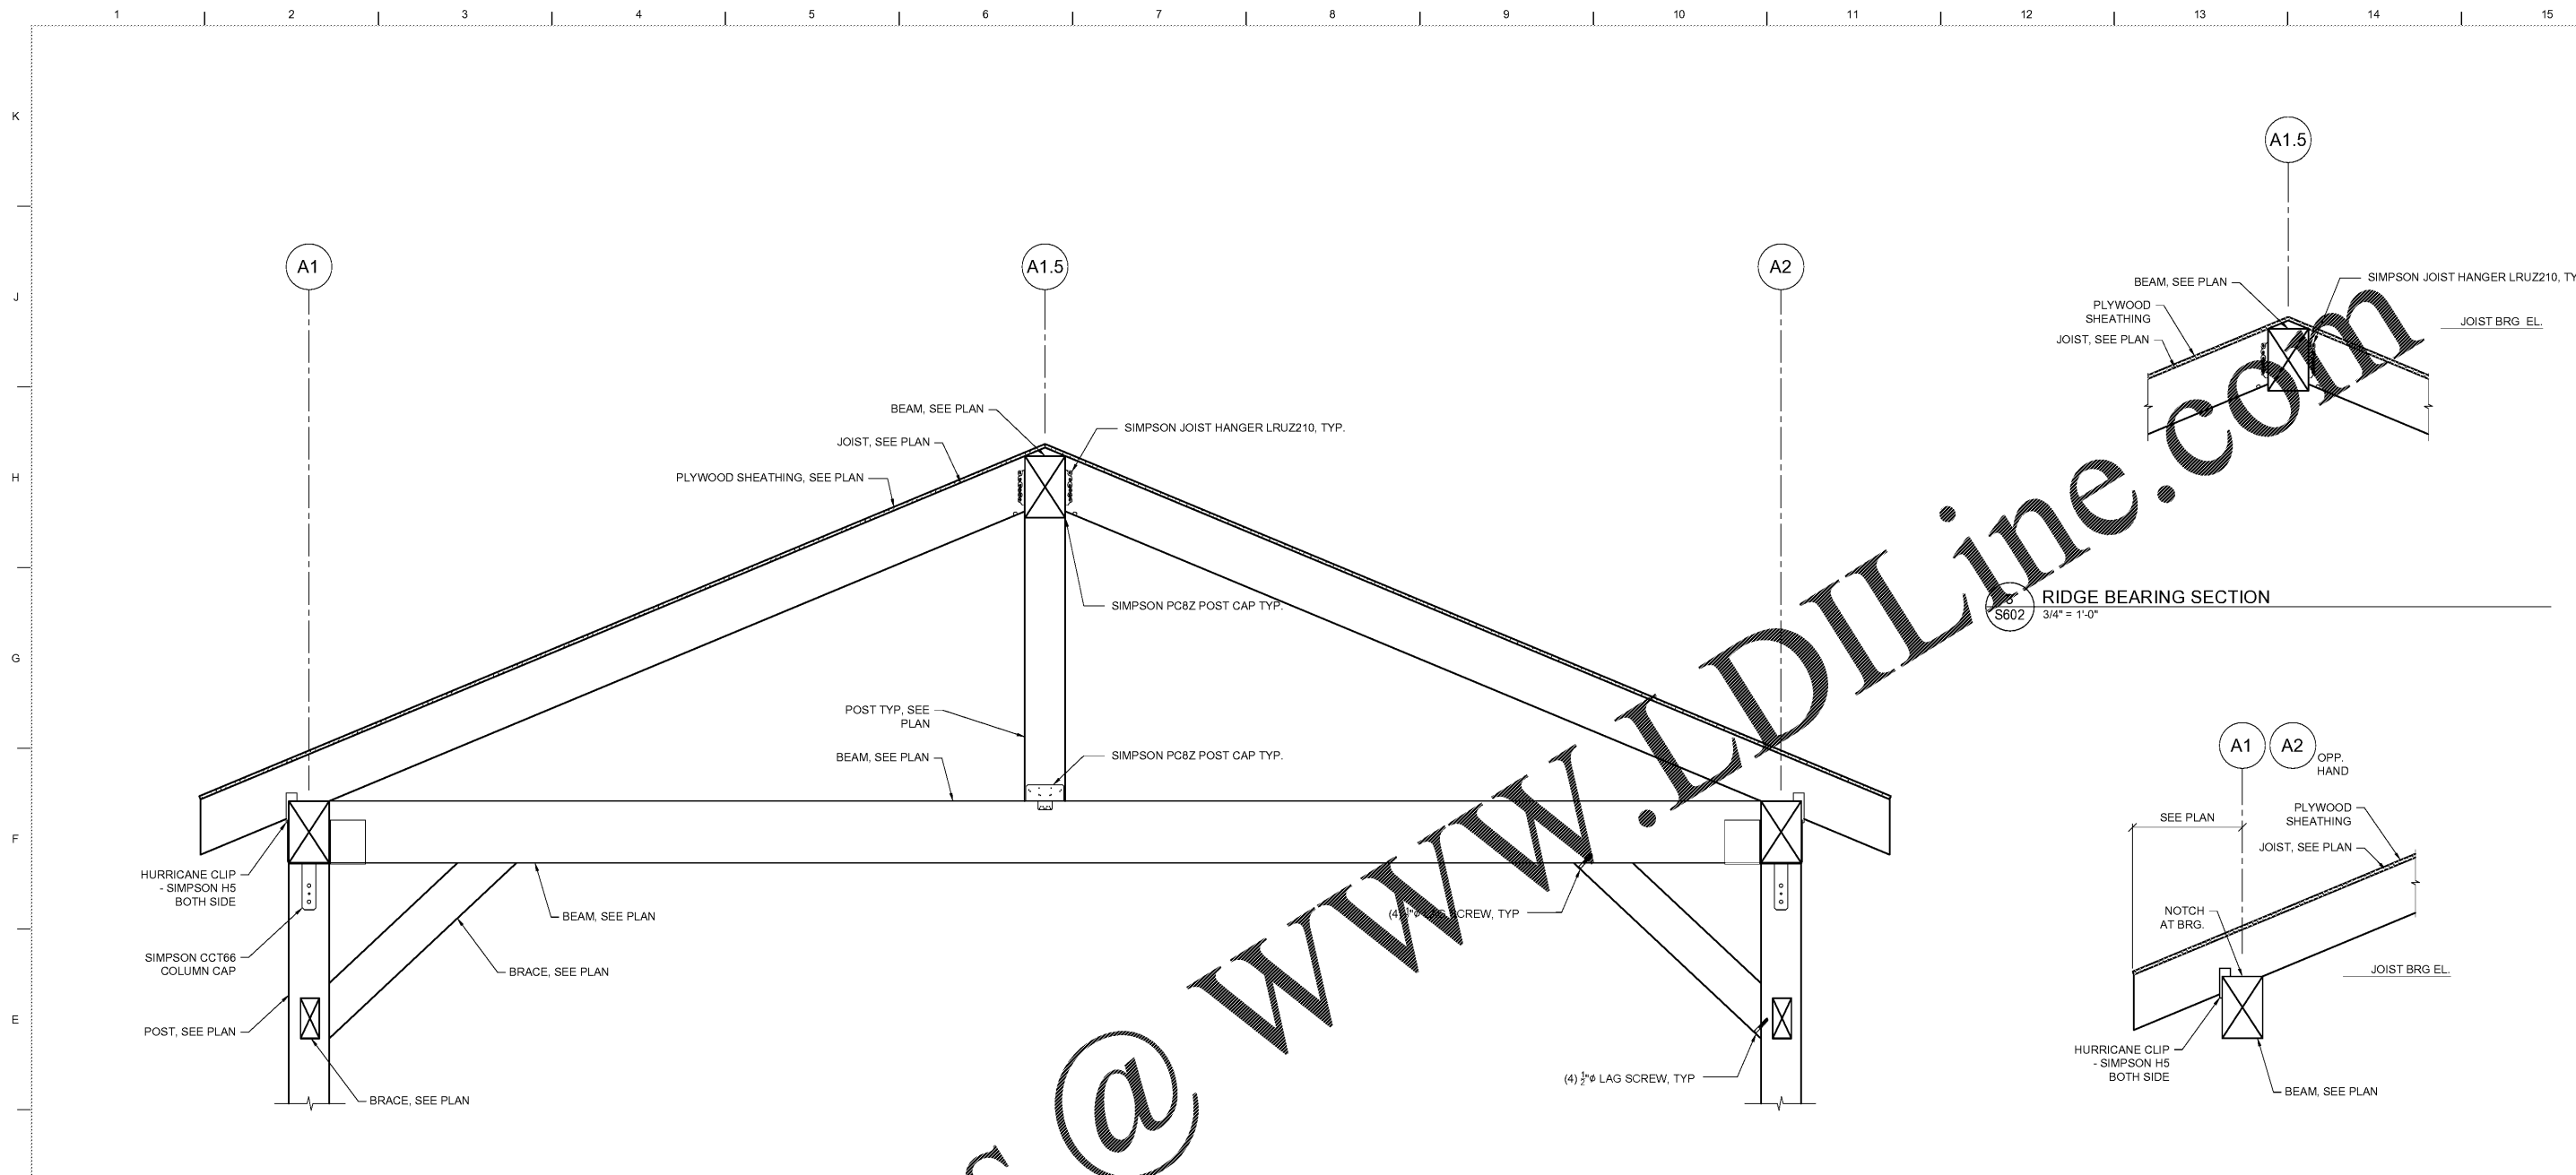 1 2 3 4 5 6 7 8 9 10 11 12 13 14 15
K
J
H
G
F
E
A1
A1.5
A2
BEAM, SEE PLAN
JOIST, SEE PLAN
PLYWOOD SHEATHING, SEE PLAN
SIMPSON JOIST HANGER LRUZ210, TYP.
SIMPSON PC8Z POST CAP TYP.
POST TYP, SEE
PLAN
BEAM, SEE PLAN
SIMPSON PC8Z POST CAP TYP.
HURRICANE CLIP
- SIMPSON H5
BOTH SIDE
SIMPSON CCT66
COLUMN CAP
POST, SEE PLAN
BRACE, SEE PLAN
BEAM, SEE PLAN
BRACE, SEE PLAN
SCREW, TYP
(4) ½"ø LAG SCREW, TYP
A1.5
BEAM, SEE PLAN
PLYWOOD
SHEATHING
JOIST, SEE PLAN
SIMPSON JOIST HANGER LRUZ210,
JOIST BRG EL.
S602
RIDGE BEARING SECTION
3/4" = 1'-0"
A1
A2
OPP.
HAND
SEE PLAN
PLYWOOD
SHEATHING
JOIST, SEE PLAN
NOTCH
AT BRG.
JOIST BRG EL.
HURRICANE CLIP
- SIMPSON H5
BOTH SIDE
BEAM, SEE PLAN
@ www.LDILine.com